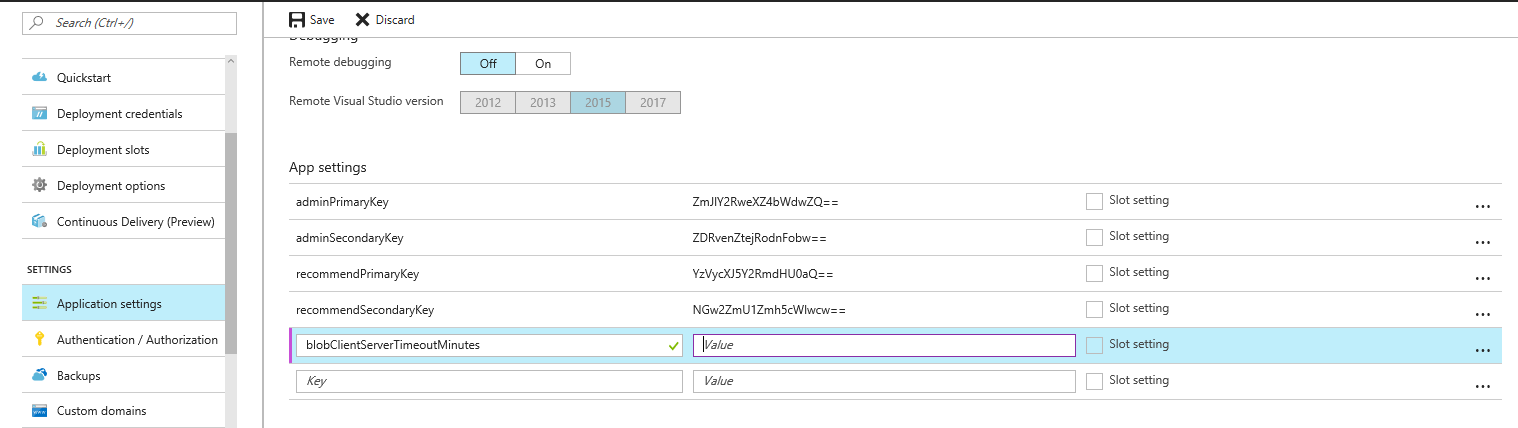 Search (Ctrl+/)
Quickstart
Deployment credentials
Deployment slots
Deployment options
Continuous Delivery (Preview)
SETTINGS
Application settings
Authentication / Authorization
Backups
Custom domains
Save Discard
Debugging
Remote debugging Off On
Remote Visual Studio version 2012 2013 2015 2017
App settings
adminPrimaryKey ZmJlY2RweXZ4bWdwZQ== Slot setting ...
adminSecondaryKey ZDRvenZtejRodnFobw== Slot setting ...
recommendPrimaryKey YzVycXJ5Y2RmdHU0aQ== Slot setting ...
recommendSecondaryKey NGw2ZmU1Zmh5cWlwcw== Slot setting ...
blobClientServerTimeoutMinutes Value Slot setting ...
Key Value Slot setting ...